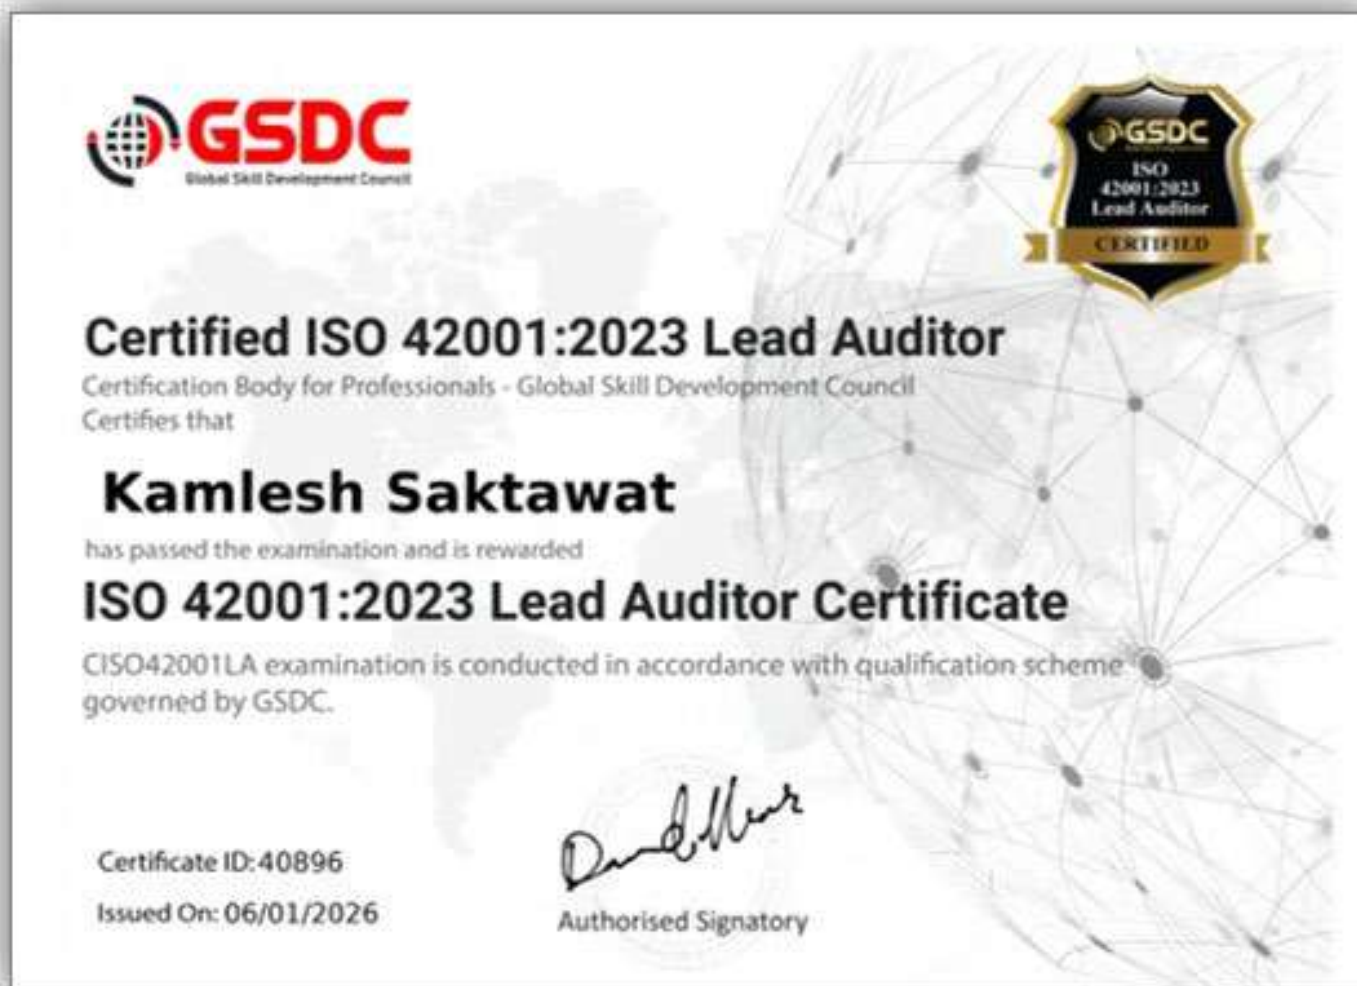 GSDC
Global Skill Development Council
GSDC
ISO
42001:2023
Lead Auditor
CERTIFIED
Certified ISO 42001:2023 Lead Auditor
Certification Body for Professionals - Global Skill Development Council
Certifies that
Kamlesh Saktawat
has passed the examination and is rewarded
ISO 42001:2023 Lead Auditor Certificate
CISO42001LA examination is conducted in accordance with qualification scheme
governed by GSDC.
Certificate ID: 40896
Issued On: 06/01/2026
Authorised Signatory